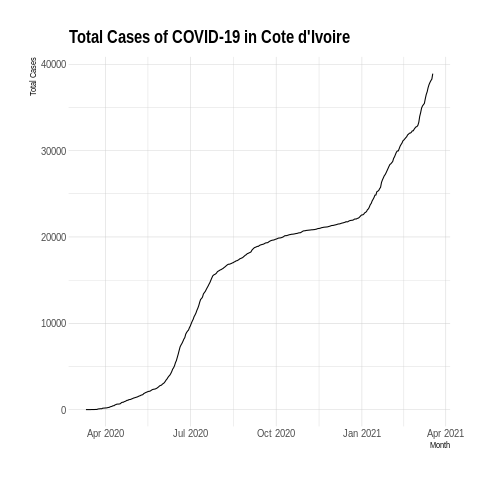 Total Cases of COVID-19 in Cote d'Ivoire
Total Cases
40000
30000
20000
10000
0
Apr 2020 Jul 2020 Oct 2020 Jan 2021 Apr 2021
Month